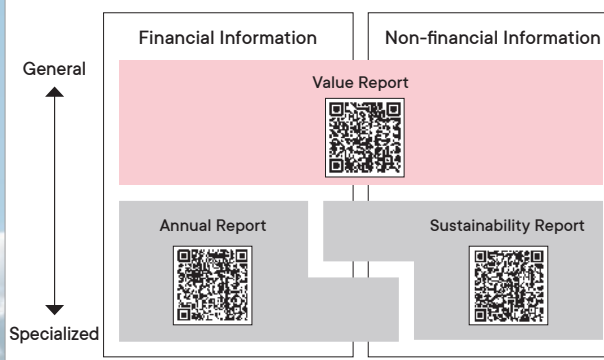 Financial Information
Non-financial Information
General
Value Report
Annual Report
Sustainability Report
Specialized